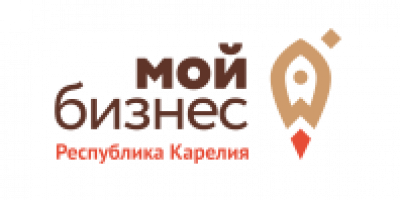 мой
бизнес
Республика Карелия